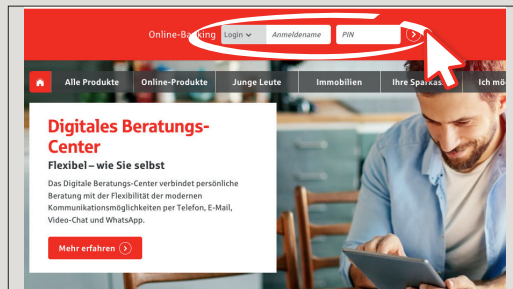 Online-Banking Login Anmeldename PIN
Alle Produkte Online-Produkte Junge Leute Immobilien Ihre Ich
Digitales Beratungs-
Center
Flexibel – wie Sie selbst
Das Digitale Beratungs-Center verbindet persönliche
Beratung mit der Flexibilität der modernen
Kommunikationsmöglichkeiten per Telefon, E-Mail,
Video-Chat und WhatsApp.
Mehr erfahren